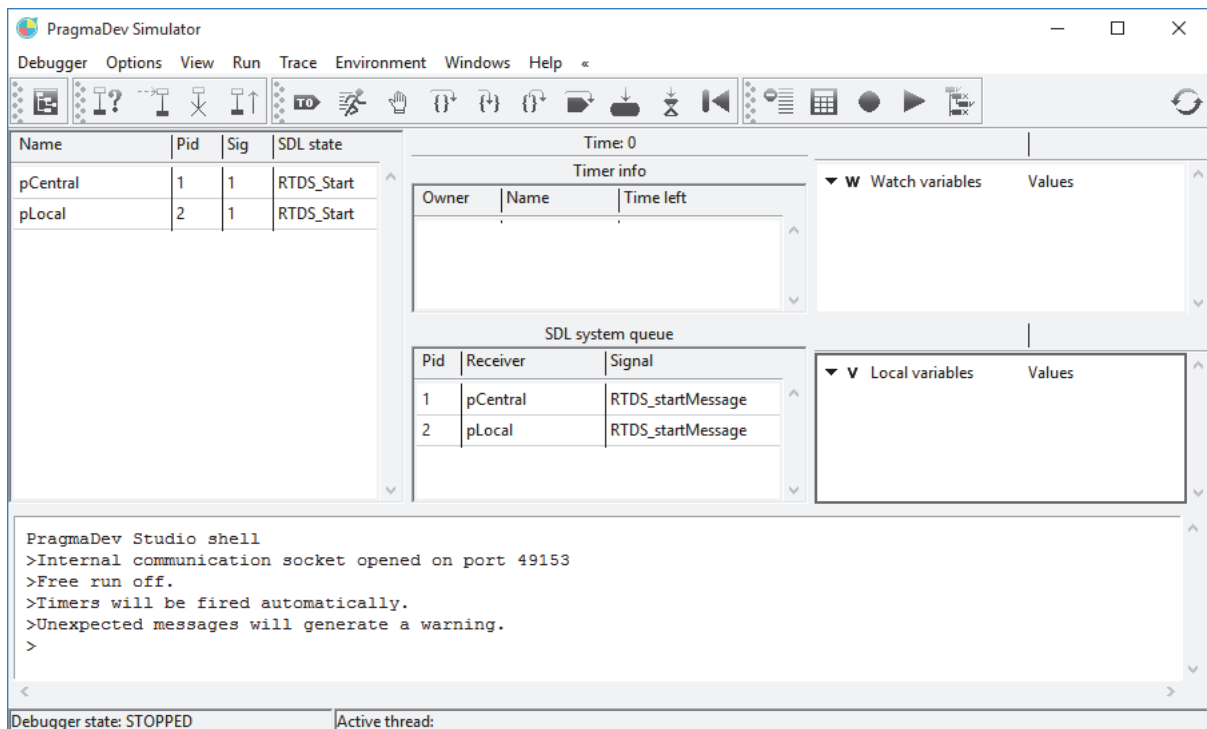 PragmaDev Simulator
Debugger Options View Run Trace Environment Windows Help «
TO
Name Pid Sig SDL state
pCentral 1 1 RTDS_Start
pLocal 2 1 RTDS_Start
Time: 0
Timer info
Owner Name Time left
SDL system queue
Pid Receiver Signal
1 pCentral RTDS_startMessage
2 pLocal RTDS_startMessage
W Watch variables Values
V Local variables Values
PragmaDev Studio shell
>Internal communication socket opened on port 49153
>Free run off.
>Timers will be fired automatically.
>Unexpected messages will generate a warning.
>
Debugger state: STOPPED Active thread: